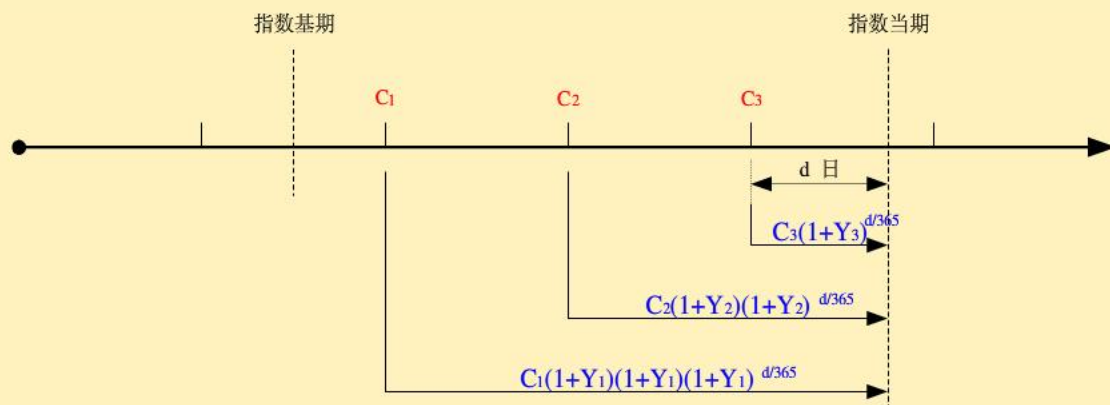 指数基期 指数当期
C1 C2 C3
d 日
C3(1+Y3)d/365
C2(1+Y2)(1+Y2) d/365
C1(1+Y1)(1+Y1)(1+Y1) d/365